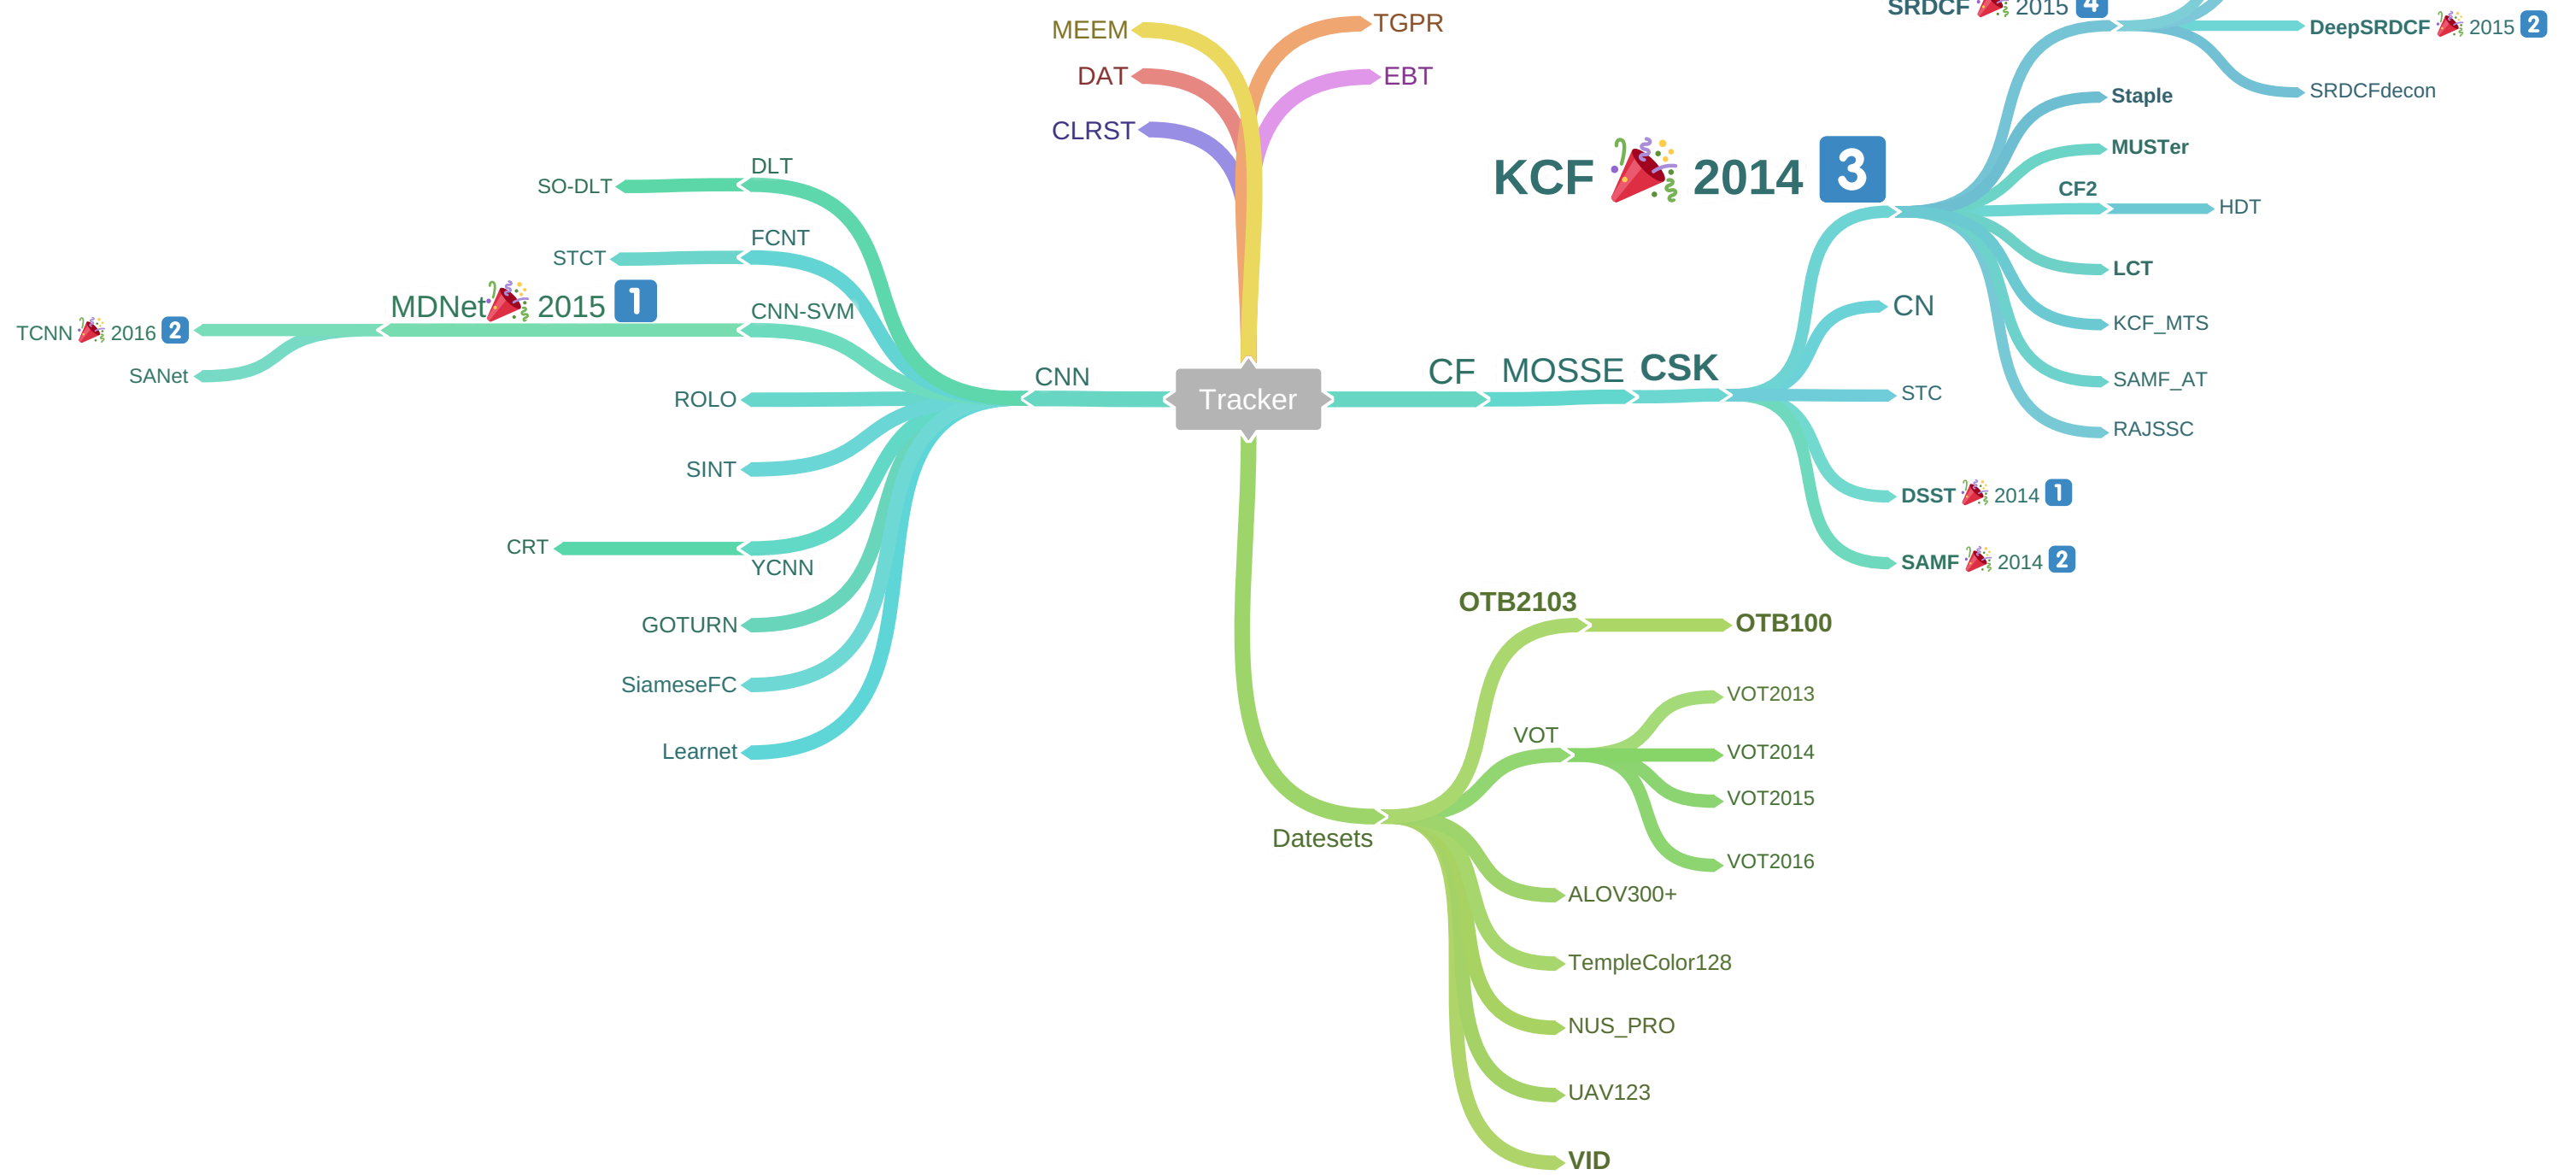 MEEM
DAT
CLRST
TGPR
EBT
SRDCF 🎉 2015 4️⃣
DeepSRDCF 🎉 2015 2️⃣
SRDCFdecon
Staple
MUSTer
CF2
HDT
LCT
KCF_MTS
SAMF_AT
RAJSSC
KCF 🎉 2014 3️⃣
CN
STC
DSST 🎉 2014 1️⃣
SAMF 🎉 2014 2️⃣
CF
MOSSE
CSK
Tracker
CNN
DLT
SO-DLT
FCNT
STCT
CNN-SVM
MDNet🎉 2015 1️⃣
TCNN 🎉 2016 2️⃣
SANet
ROLO
SINT
YCNN
CRT
GOTURN
SiameseFC
Learnet
Datesets
OTB2103
OTB100
VOT
VOT2013
VOT2014
VOT2015
VOT2016
ALOV300+
TempleColor128
NUS_PRO
UAV123
VID